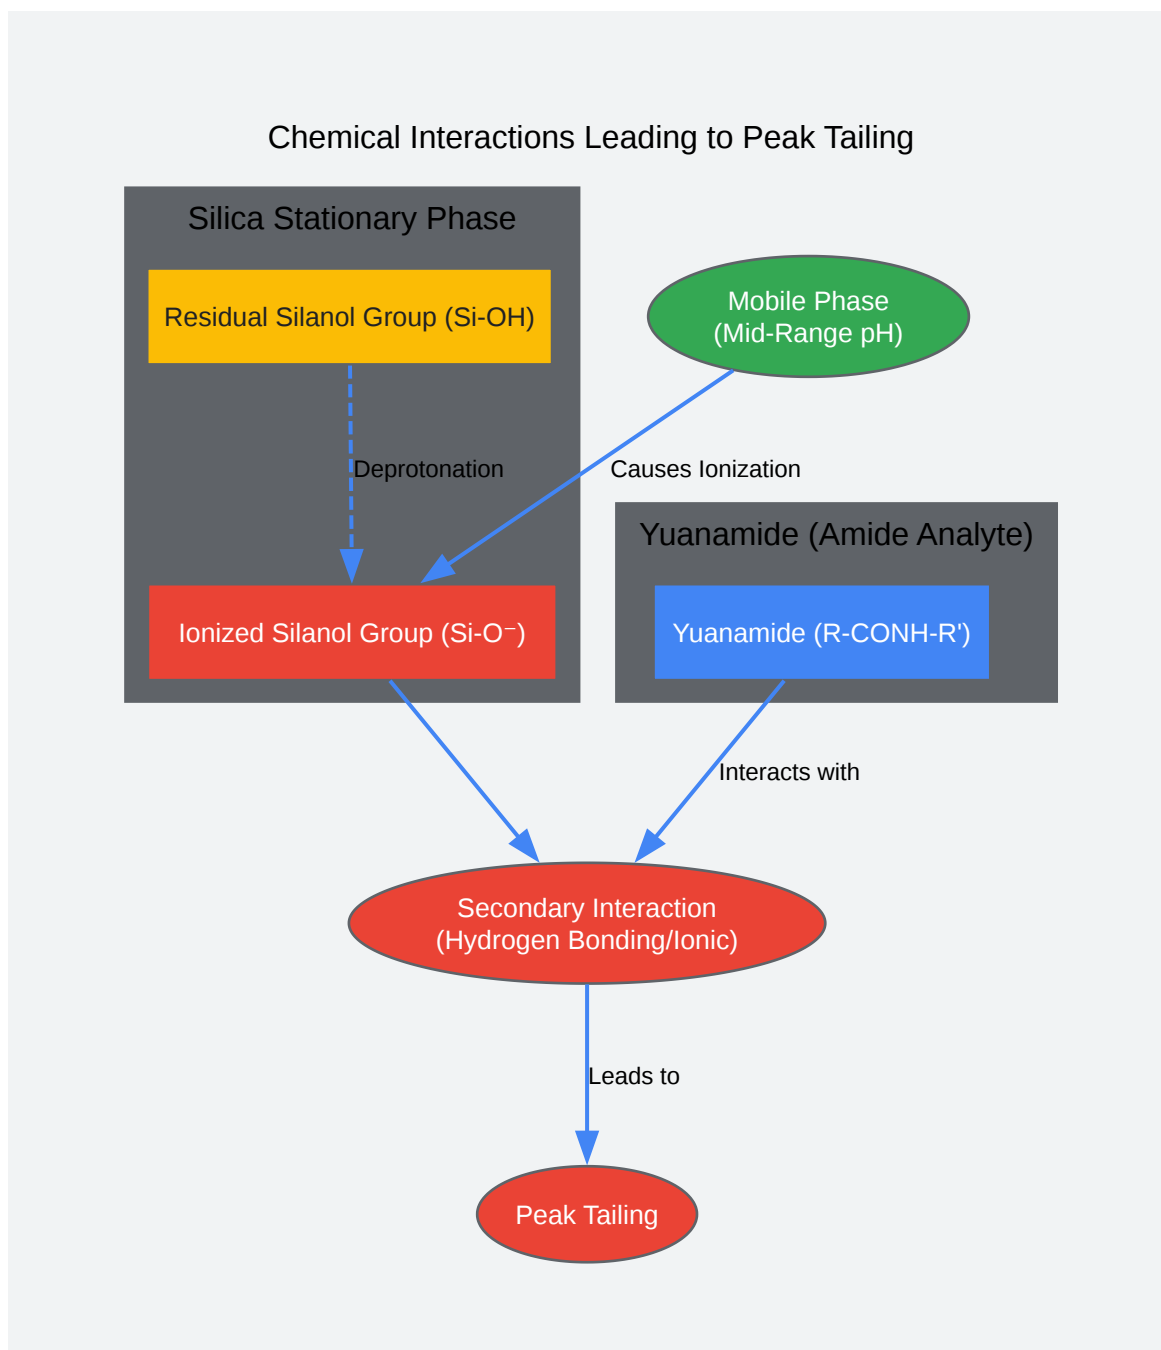 Chemical Interactions Leading to Peak Tailing
Silica Stationary Phase
Residual Silanol Group (Si-OH)
Mobile Phase
(Mid-Range pH)
Deprotonation
Causes Ionization
Yuanamide (Amide Analyte)
Ionized Silanol Group (Si-O⁻)
Yuanamide (R-CONH-R')
Interacts with
Secondary Interaction
(Hydrogen Bonding/Ionic)
Leads to
Peak Tailing